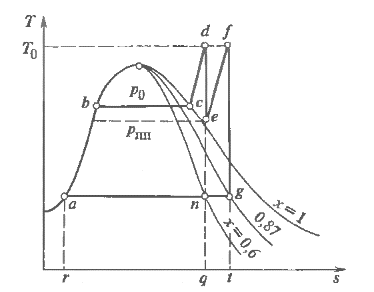 T
T₀
d
f
b
p₀
c
e
pпп
a
n
g
x=1
0,87
x=0,6
r
q
l
s